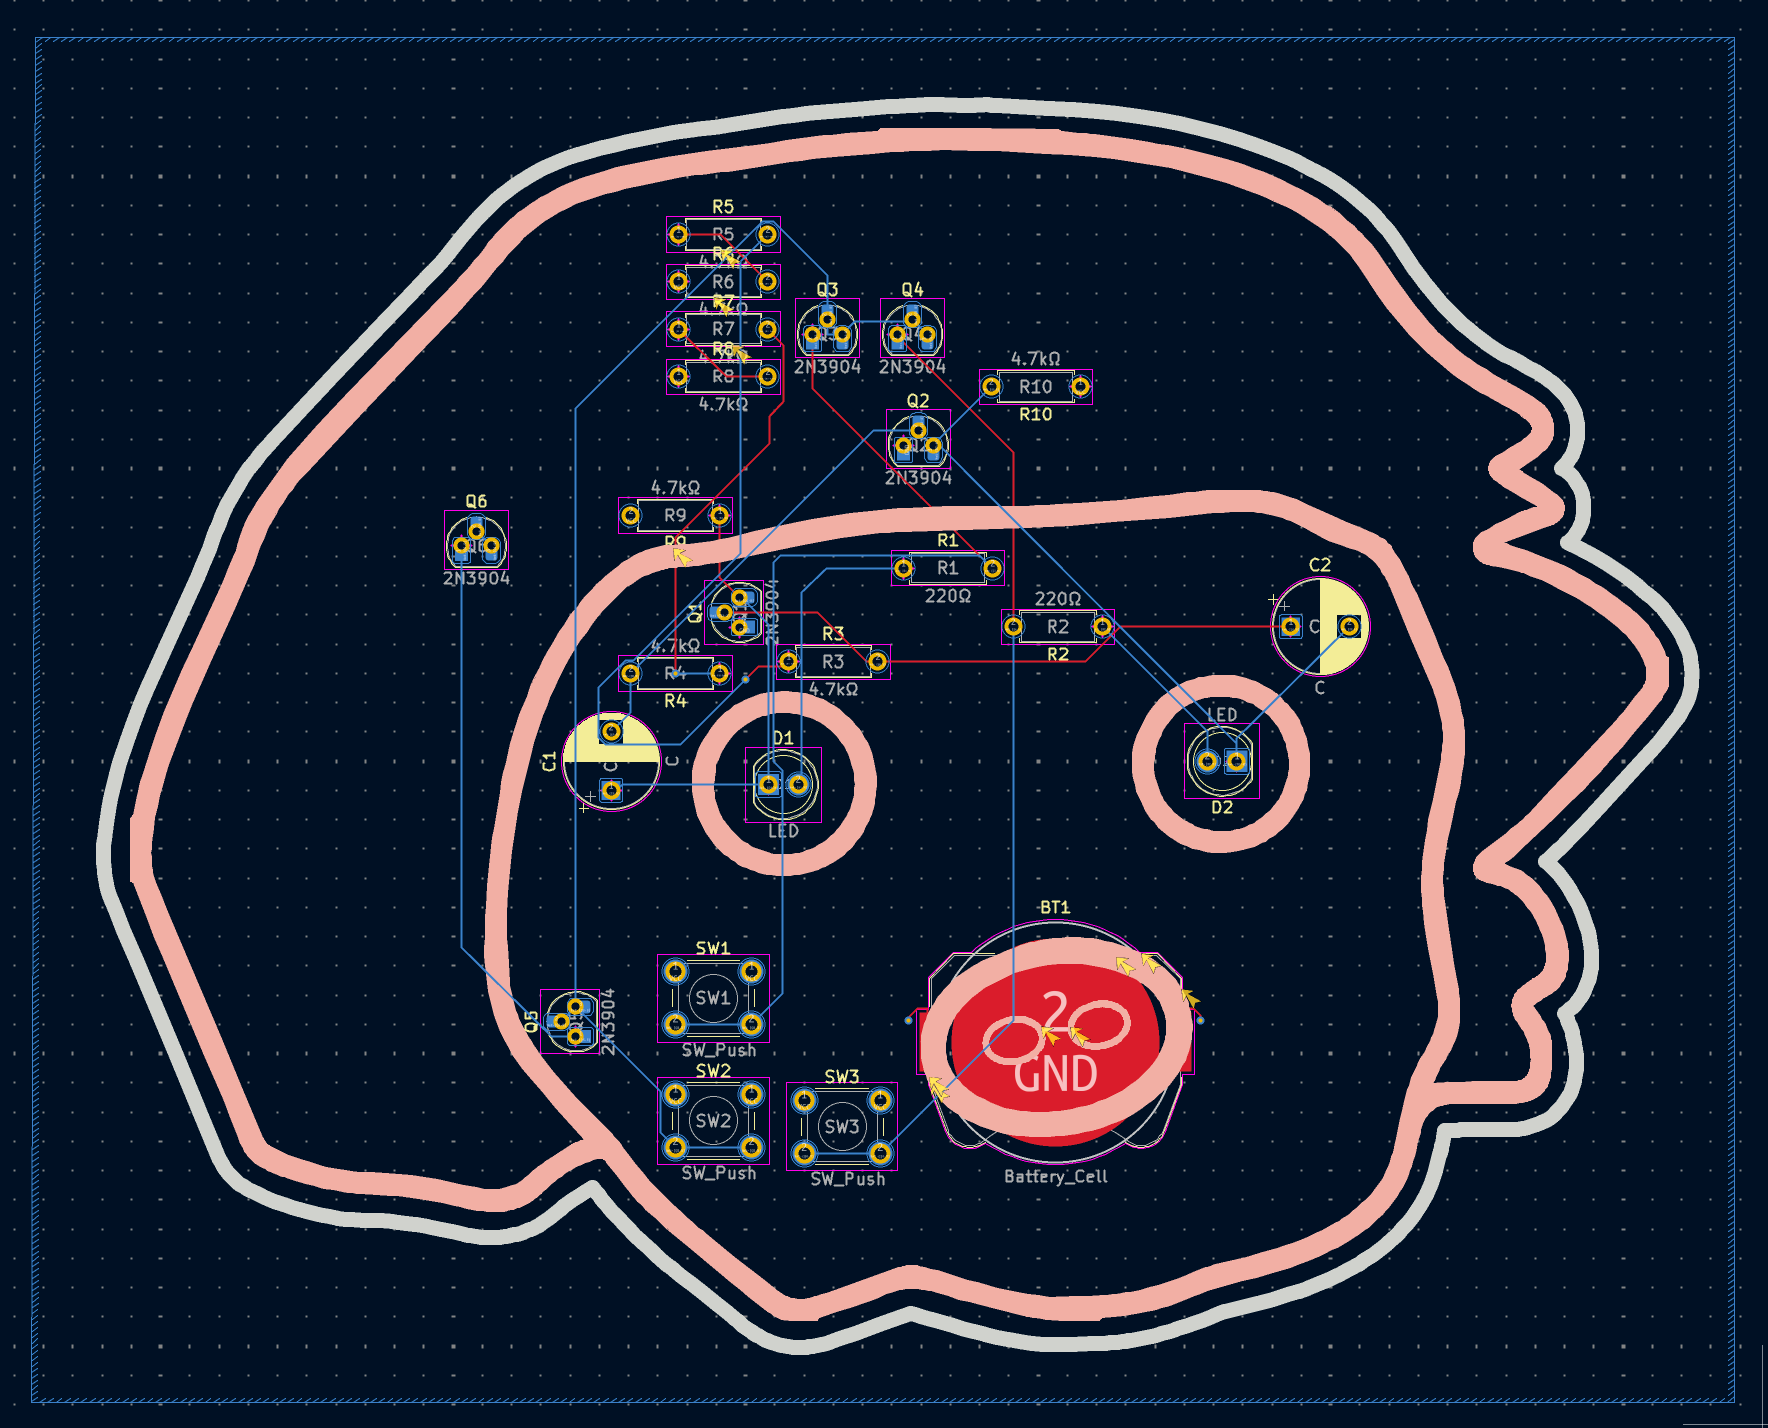 R5
R5
R6
4.7kΩ
R6
R7
4.7kΩ
R7
R8
R8
4.7kΩ
Q3
2N3904
Q4
2N3904
4.7kΩ
R10
R10
Q2
2N3904
Q6
2N3904
4.7kΩ
R9
R9
R1
R1
220Ω
C2
C
C
220Ω
R2
R2
Q1
2N3904
4.7kΩ
R4
R4
R3
R3
4.7kΩ
C1
C
C
D1
LED
LED
D2
BT1
2
GND
Battery_Cell
SW1
SW1
SW_Push
Q5
2N3904
SW2
SW2
SW_Push
SW3
SW3
SW_Push